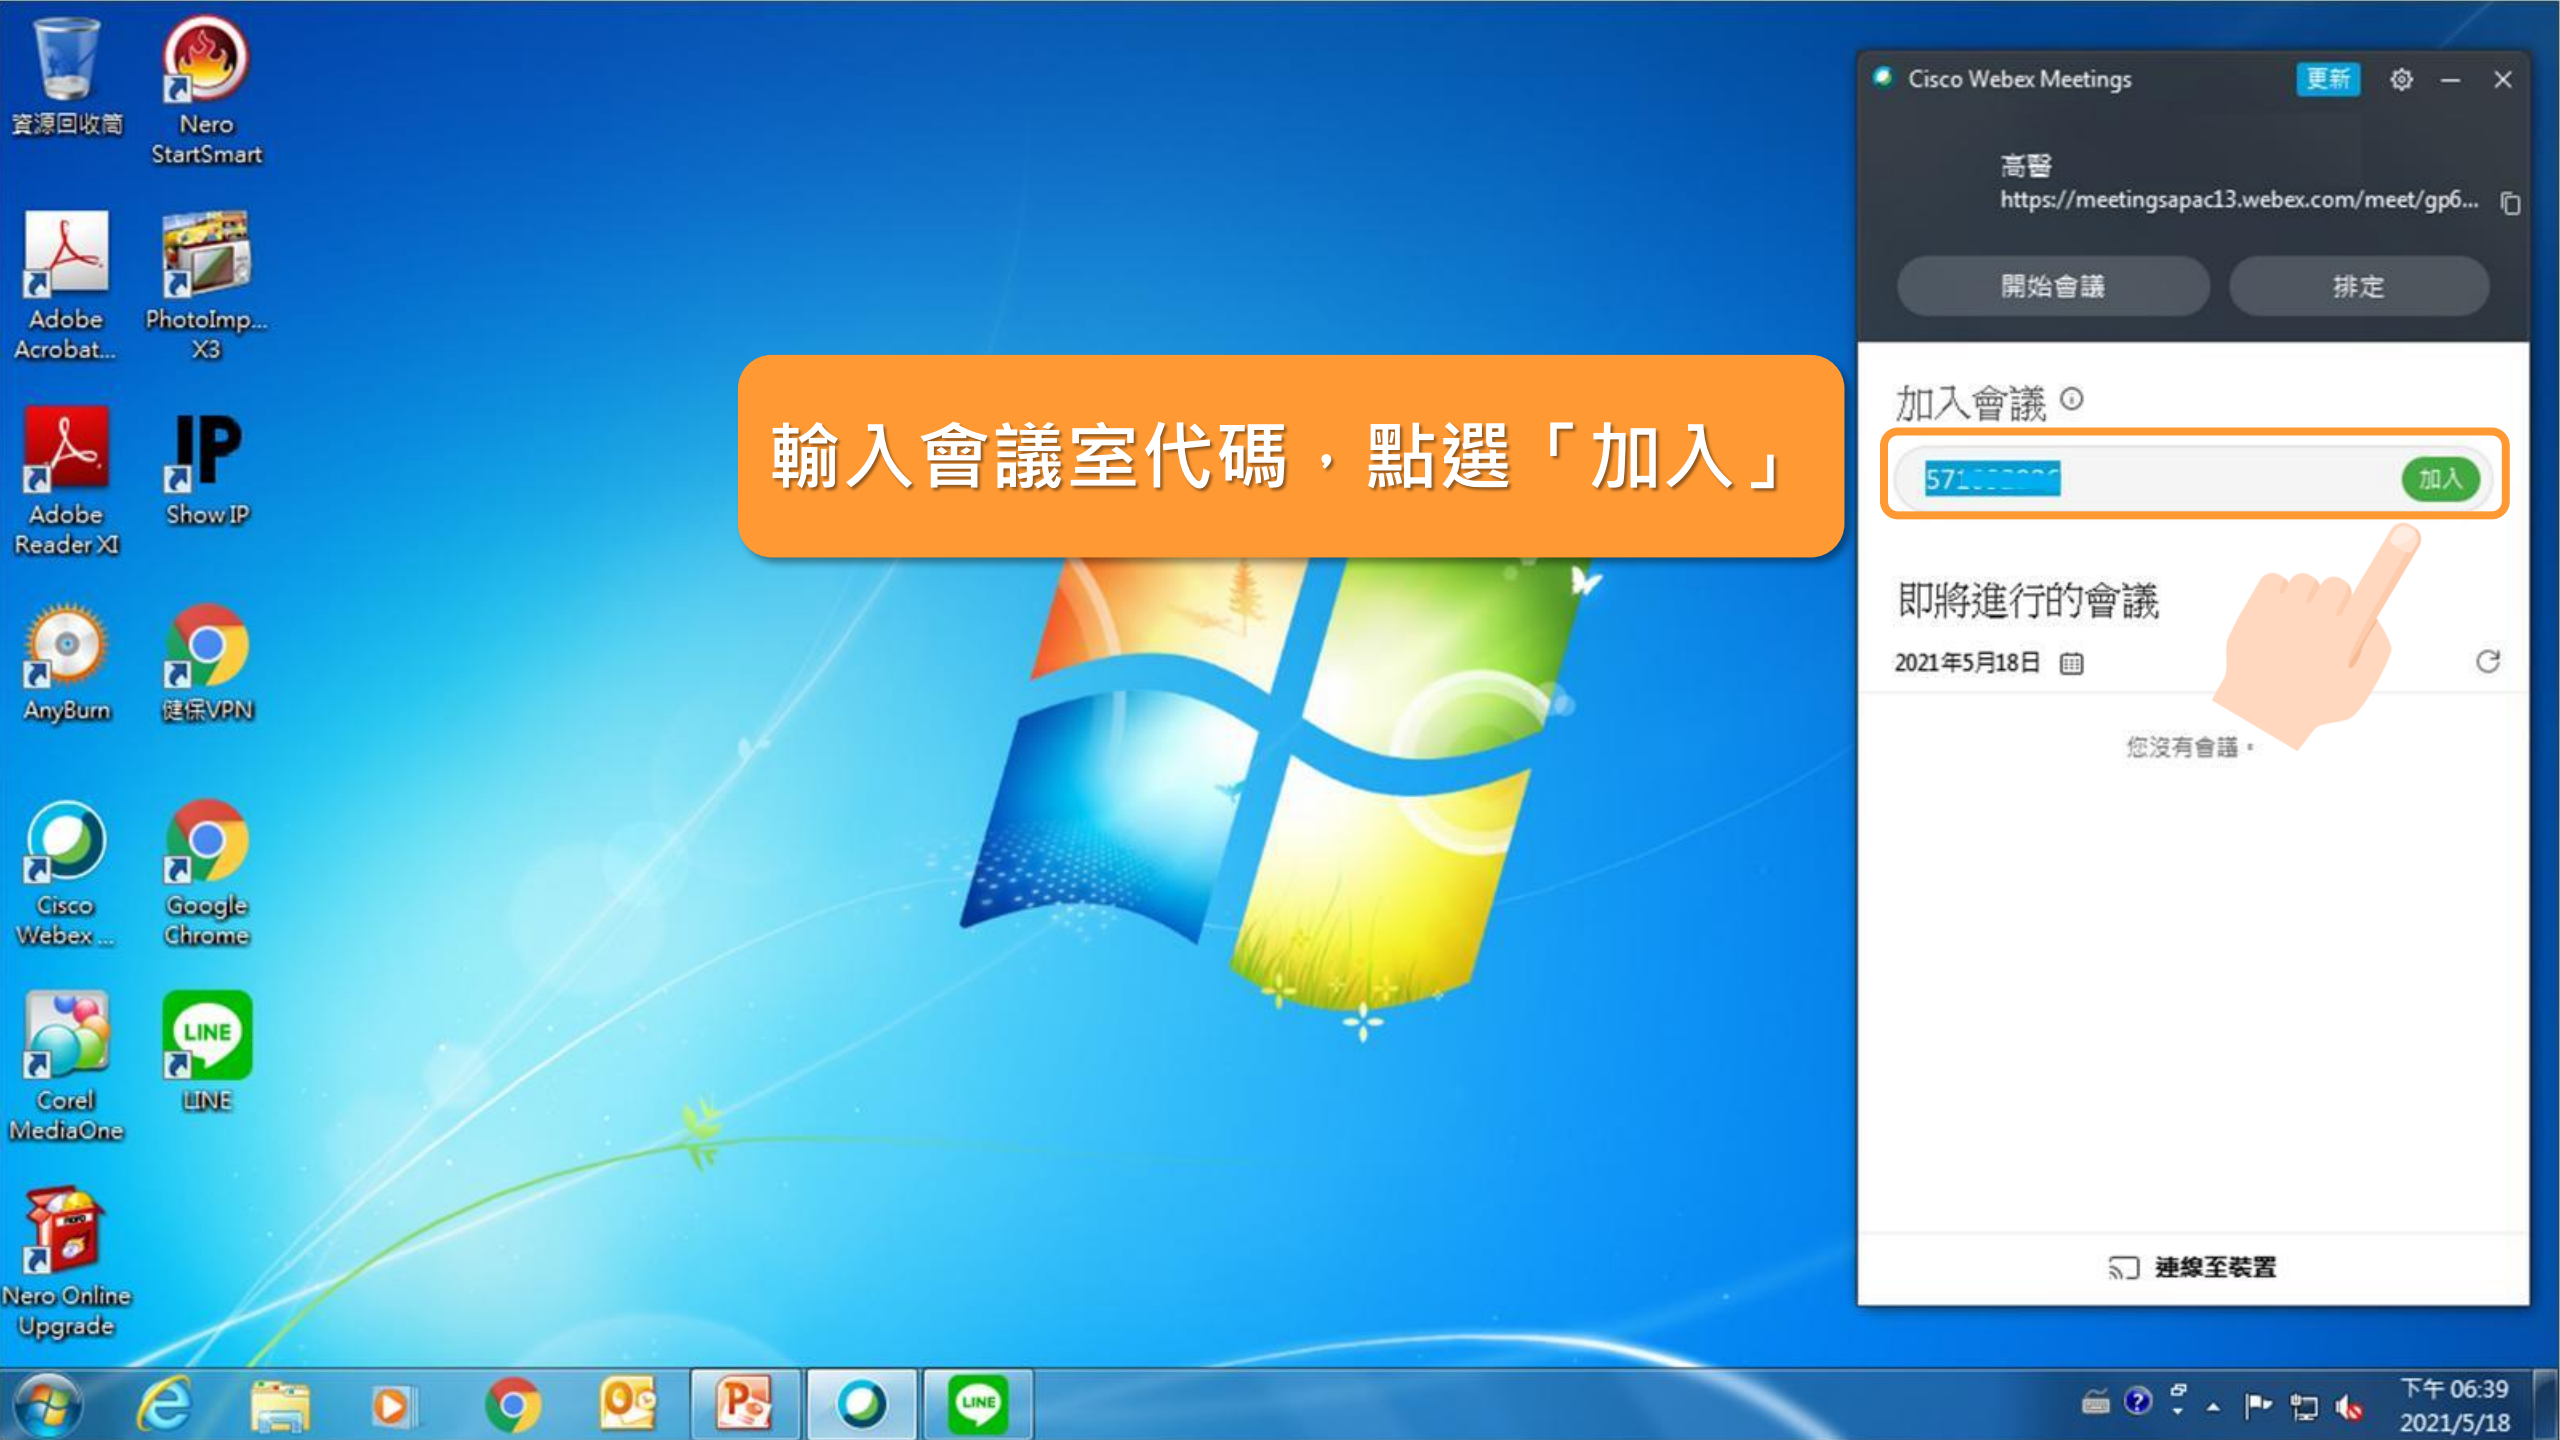 資源回收筒
Nero
StartSmart
Adobe
Acrobat...
PhotoImp...
X3
Adobe
Reader XI
IP
Show IP
AnyBurn
健保VPN
Cisco
Webex ...
Google
Chrome
Corel
MediaOne
LINE
LINE
nero
Nero Online
Upgrade
輸入會議室代碼，點選「加入」
Cisco Webex Meetings
更新
高醫
https://meetingsapac13.webex.com/meet/gp6...
開始會議
排定
加入會議
571
加入
即將進行的會議
2021年5月18日
您沒有會議。
連線至裝置
LINE
下午 06:39
2021/5/18